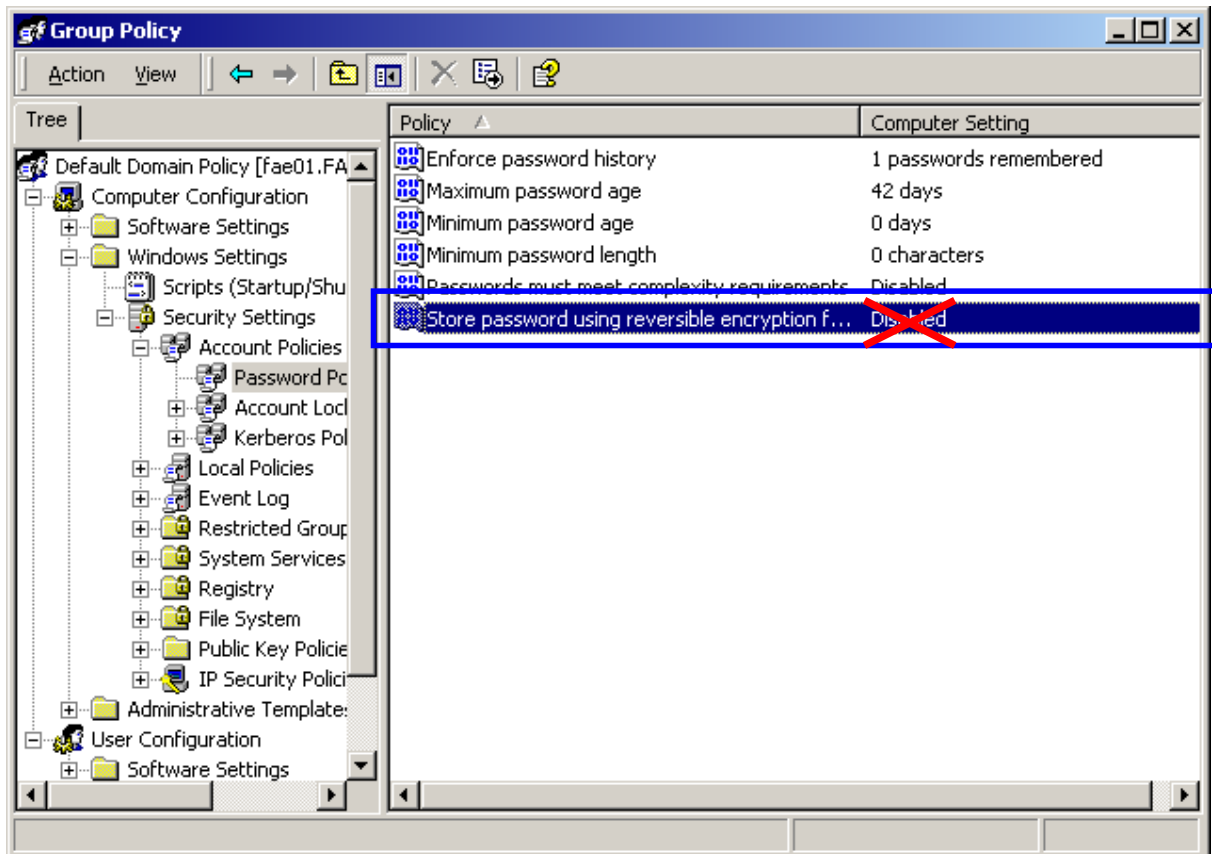 Group Policy
Action View
Tree
Policy Computer Setting
Default Domain Policy [fae01.FA
Computer Configuration
Software Settings
Windows Settings
Scripts (Startup/Shu
Security Settings
Account Policies
Password Po
Account Locl
Kerberos Pol
Local Policies
Event Log
Restricted Group
System Services
Registry
File System
Public Key Policie
IP Security Polici
Administrative Templates
User Configuration
Software Settings
Enforce password history 1 passwords remembered
Maximum password age 42 days
Minimum password age 0 days
Minimum password length 0 characters
Passwords must meet complexity requirements Disabled
Store password using reversible encryption f... Disabled